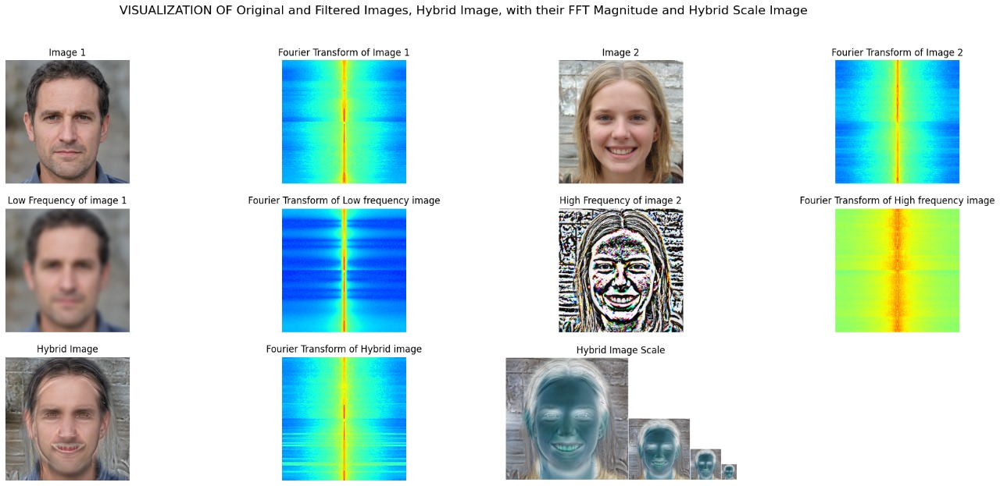 VISUALIZATION OF Original and Filtered Images, Hybrid Image, with their FFT Magnitude and Hybrid Scale Image
Image 1
Fourier Transform of Image 1
Image 2
Fourier Transform of Image 2
Low Frequency of image 1
Fourier Transform of Low frequency image
High Frequency of image 2
Fourier Transform of High frequency image
Hybrid Image
Fourier Transform of Hybrid image
Hybrid Image Scale